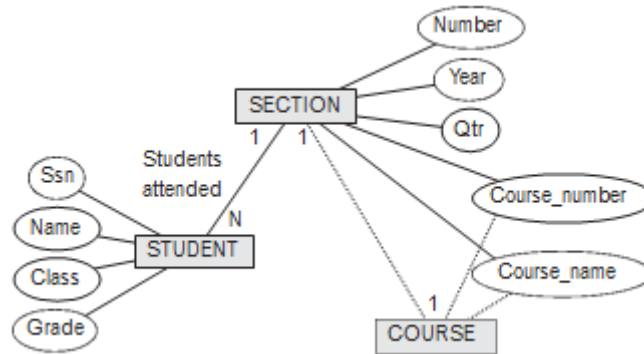 Number
Year
SECTION
Qtr
1
1
Students
attended
Ssn
Course_number
Name
N
STUDENT
Class
Course_name
Grade
1
COURSE